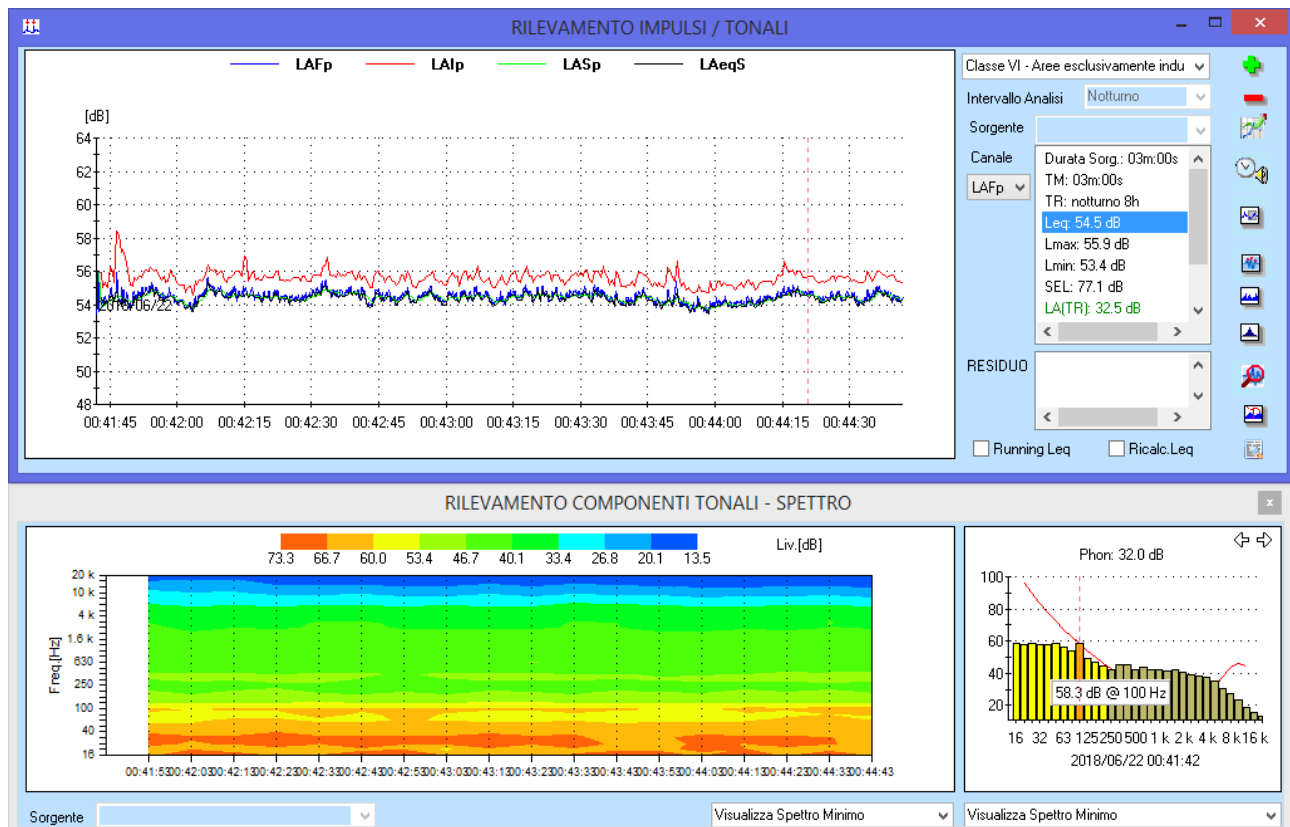 RILEVAMENTO IMPULSI / TONALI
LAFp LAIp LASp LAeqS
[dB]
64
62
60
58
56
54
52
50
48
2018/06/22
00:41:45 00:42:00 00:42:15 00:42:30 00:42:45 00:43:00 00:43:15 00:43:30 00:43:45 00:44:00 00:44:15 00:44:30
Classe VI - Aree esclusivamente indu
Intervallo Analisi Notturno
Sorgente
Canale
LAFp
Durata Sorg.: 03m:00s
TM: 03m:00s
TR: notturno 8h
Leq: 54.5 dB
Lmax: 55.9 dB
Lmin: 53.4 dB
SEL: 77.1 dB
LA(TR): 32.5 dB
RESIDUO
Running Leq Ricalc.Leq
RILEVAMENTO COMPONENTI TONALI - SPETTRO
73.3 66.7 60.0 53.4 46.7 40.1 33.4 26.8 20.1 13.5
Liv.[dB]
Freq.[Hz]
20 k
10 k
4 k
1.6 k
630
250
100
40
16
00:41:53 00:42:03 00:42:13 00:42:23 00:42:33 00:42:43 00:42:53 00:43:03 00:43:13 00:43:23 00:43:33 00:43:43 00:43:53 00:44:03 00:44:13 00:44:23 00:44:33 00:44:43
Phon: 32.0 dB
100
80
60
40
20
58.3 dB @ 100 Hz
16 32 63 125 250 500 1 k 2 k 4 k 8 k 16 k
2018/06/22 00:41:42
Sorgente
Visualizza Spettro Minimo
Visualizza Spettro Minimo